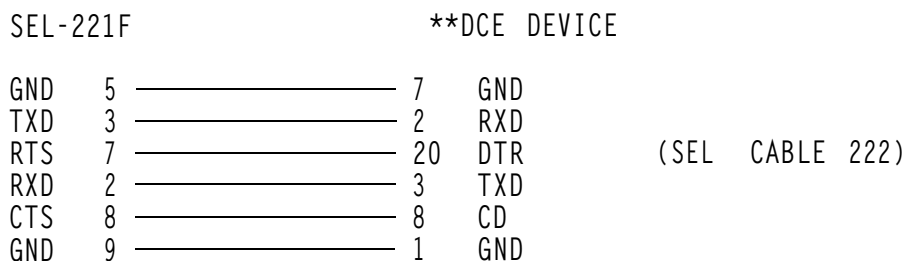 SEL-221F **DCE DEVICE
GND 5 7 GND
TXD 3 2 RXD
RTS 7 20 DTR (SEL CABLE 222)
RXD 2 3 TXD
CTS 8 8 CD
GND 9 1 GND